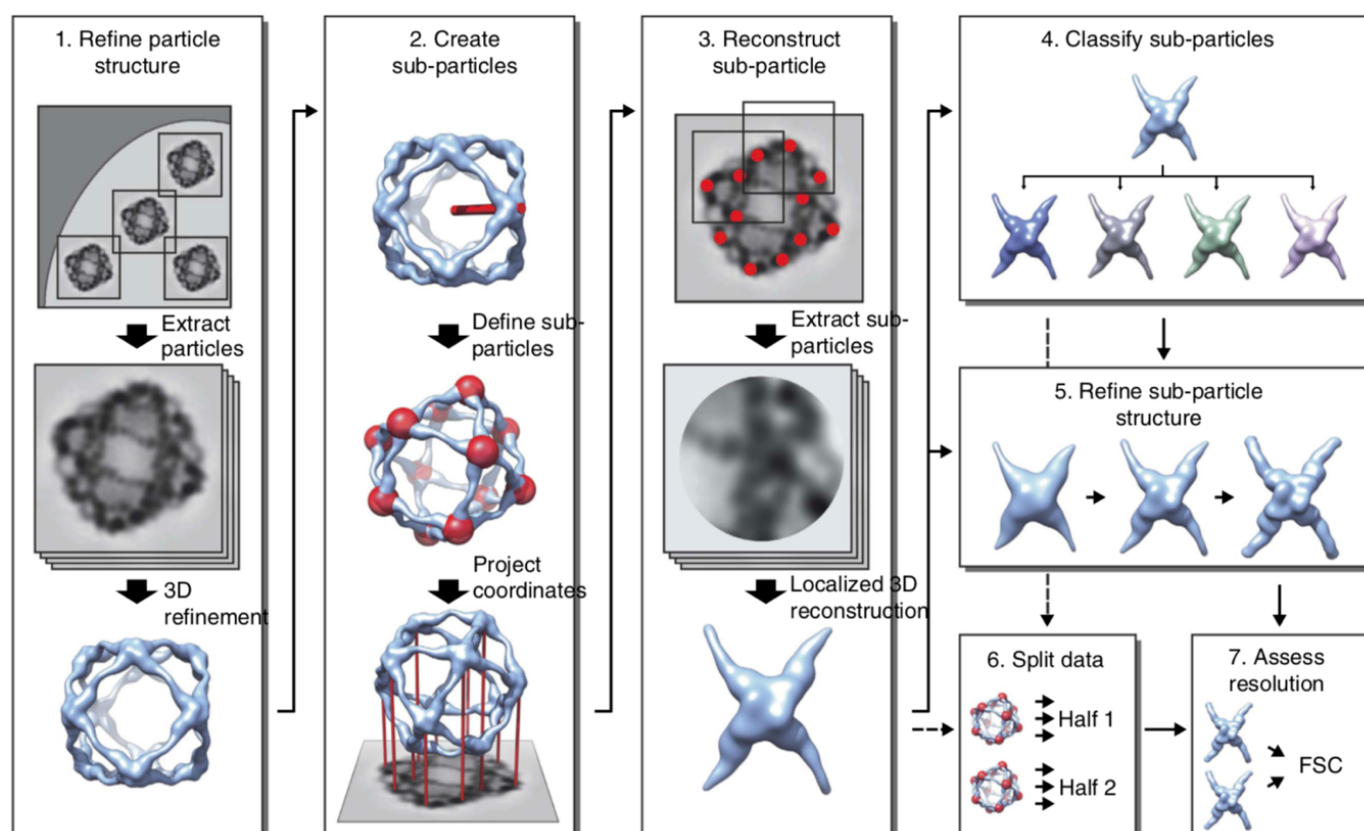 1. Refine particle
structure
Extract
particles
3D
refinement
2. Create
sub-particles
Define sub-
particles
Project
coordinates
3. Reconstruct
sub-particle
Extract sub-
particles
Localized 3D
reconstruction
4. Classify sub-particles
5. Refine sub-particle
structure
6. Split data
Half 1
Half 2
7. Assess
resolution
FSC